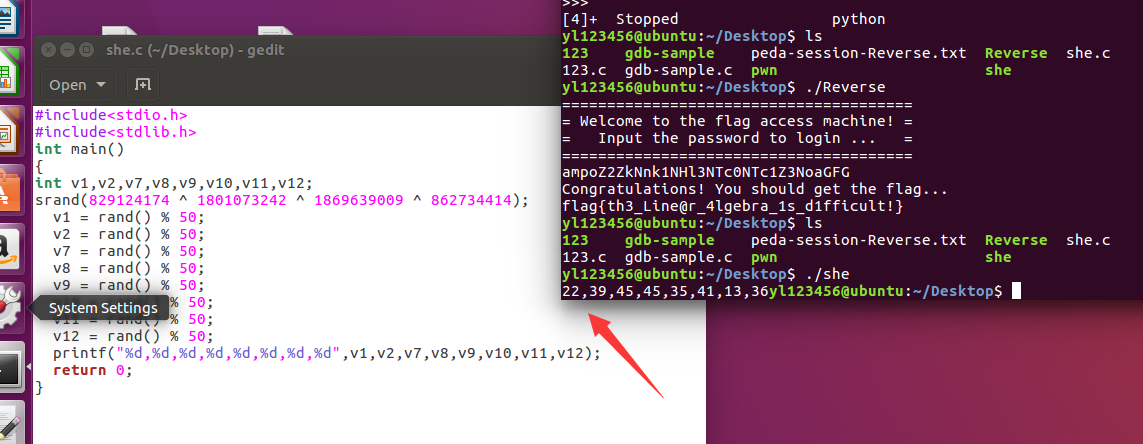 she.c (~/Desktop) - gedit
Open
#include<stdio.h>
#include<stdlib.h>
int main()
{
int v1,v2,v7,v8,v9,v10,v11,v12;
srand(829124174 ^ 1801073242 ^ 1869639009 ^ 862734414);
v1 = rand() % 50;
v2 = rand() % 50;
v7 = rand() % 50;
v8 = rand() % 50;
v9 = rand() % 50;
% 50;
System Settings
% 50;
v12 = rand() % 50;
printf("%d,%d,%d,%d,%d,%d,%d,%d",v1,v2,v7,v8,v9,v10,v11,v12);
return 0;
}
>>>
[4]+  Stopped                 python
yl123456@ubuntu:~/Desktop$ ls
123    gdb-sample    peda-session-Reverse.txt  Reverse  she.c
123.c  gdb-sample.c  pwn                       she
yl123456@ubuntu:~/Desktop$ ./Reverse
=======================================
= Welcome to the flag access machine! =
=   Input the password to login ...   =
=======================================
ampoZ2ZkNnk1NHl3NTc0NTc1Z3NoaGFG
Congratulations! You should get the flag...
flag{th3_Line@r_4lgebra_1s_d1fficult!}
yl123456@ubuntu:~/Desktop$ ls
123    gdb-sample    peda-session-Reverse.txt  Reverse  she.c
123.c  gdb-sample.c  pwn                       she
yl123456@ubuntu:~/Desktop$ ./she
22,39,45,45,35,41,13,36yl123456@ubuntu:~/Desktop$